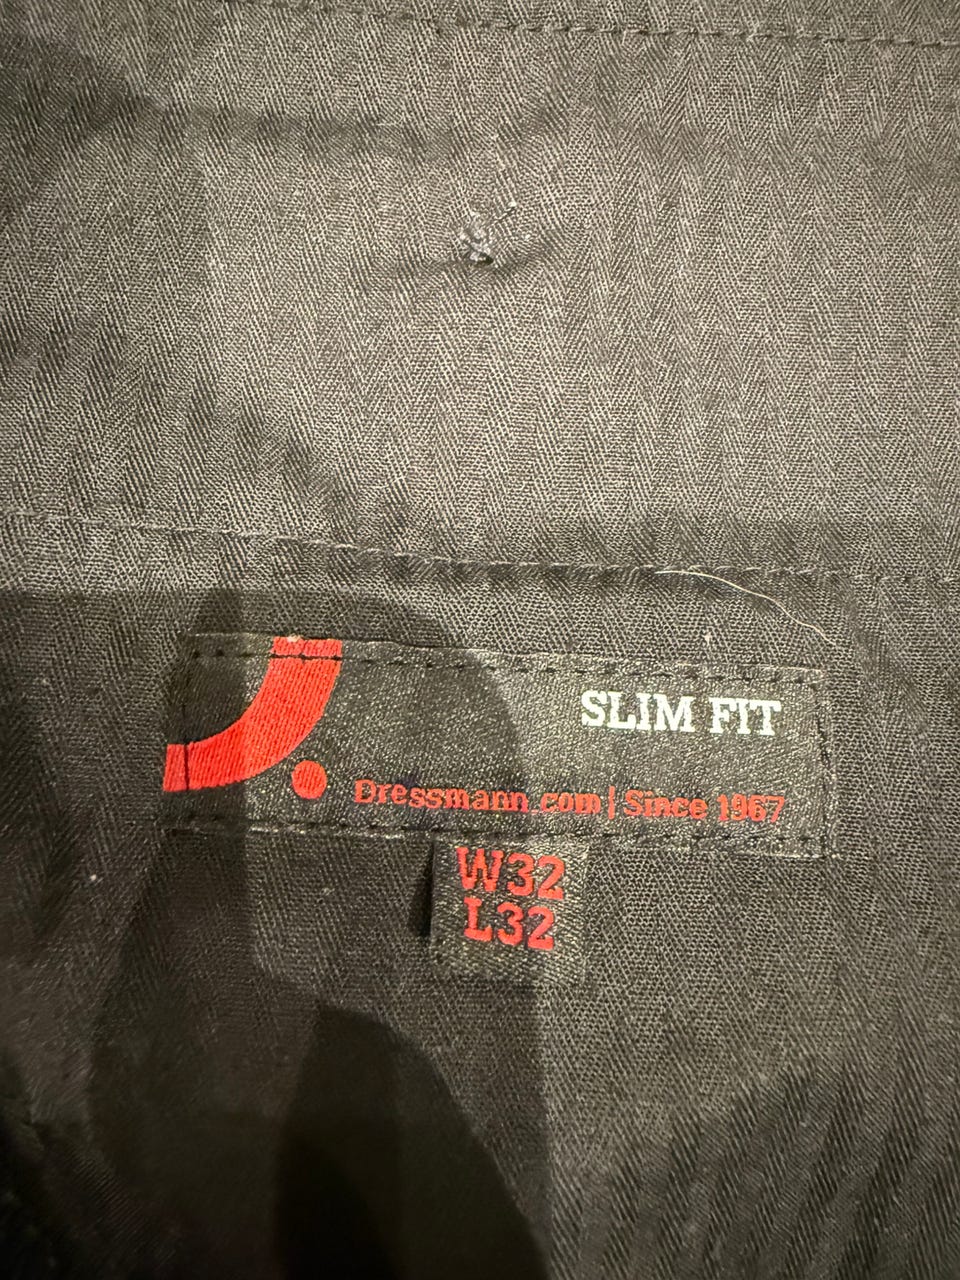 SLIM FIT
Dressmann.com | Since 1967
W32
L32